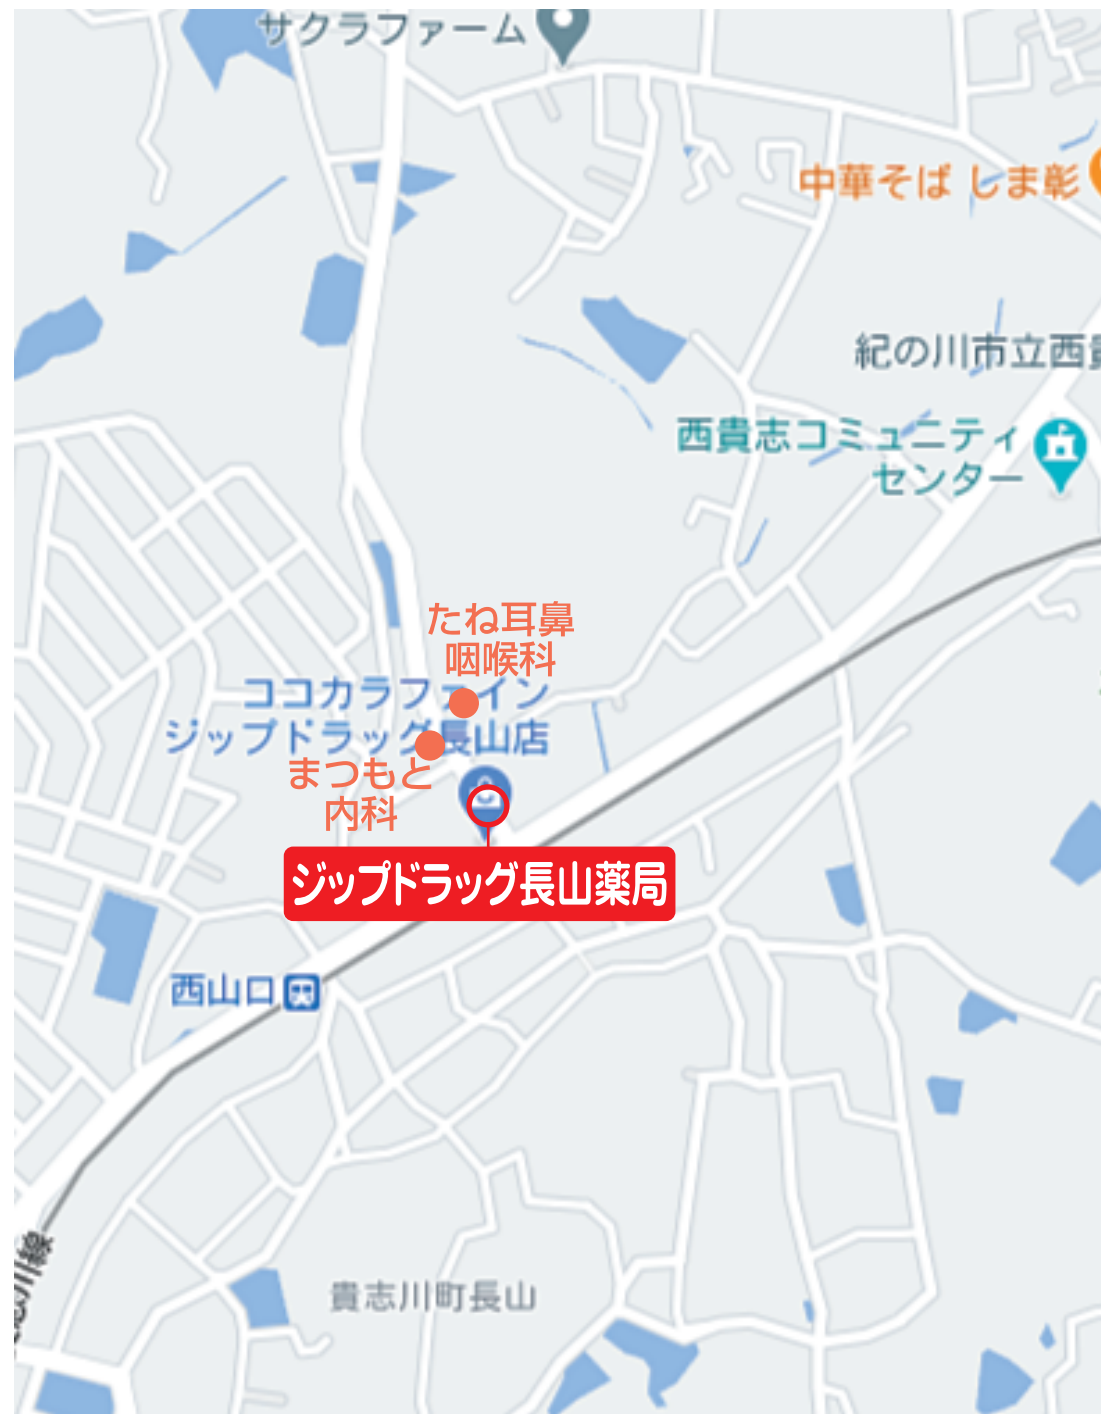 サクラファーム
中華そば しま彰
紀の川市立西貴
西貴志コミュニティ
センター
たね耳鼻
咽喉科
ココカラファイン
ジップドラッグ長山店
まつもと
内科
ジップドラッグ長山薬局
西山口
川線
貴志川町長山